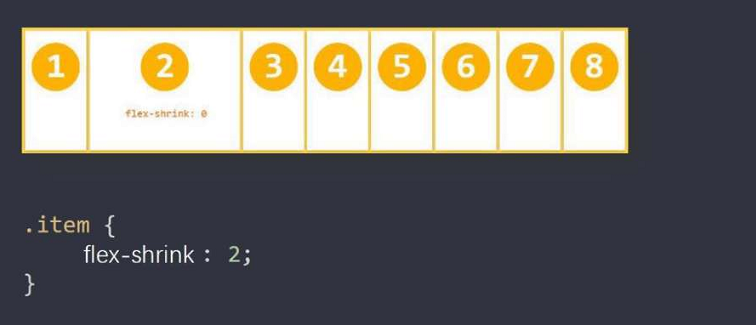 1 2 3 4 5 6 7 8
flex-shrink: 0
.item {
flex-shrink : 2;
}